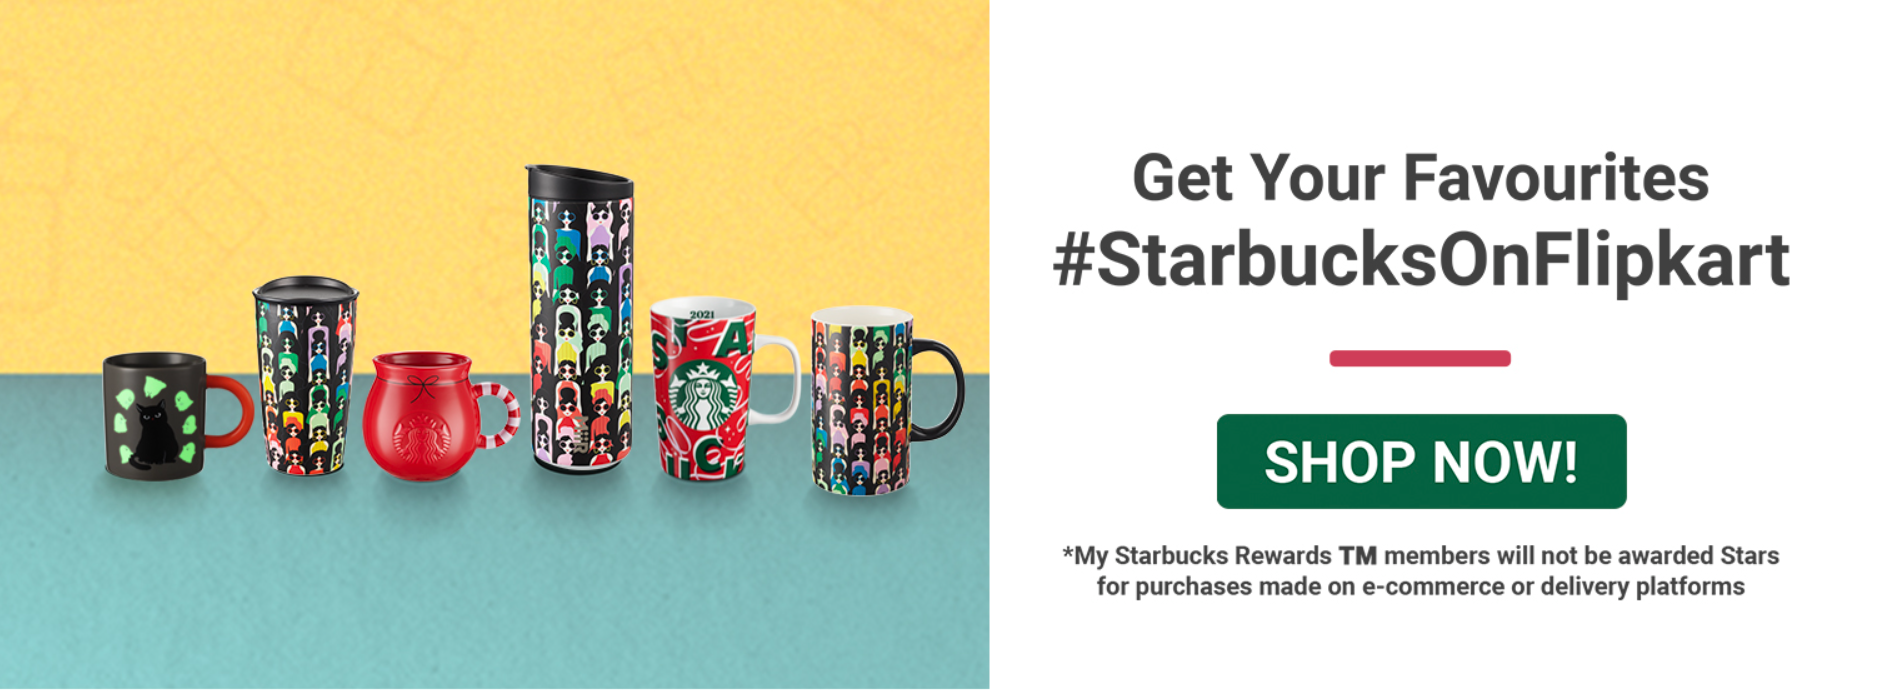 2021
S A
UCK
Get Your Favourites
#StarbucksOnFlipkart
SHOP NOW!
*My Starbucks Rewards TM members will not be awarded Stars
for purchases made on e-commerce or delivery platforms